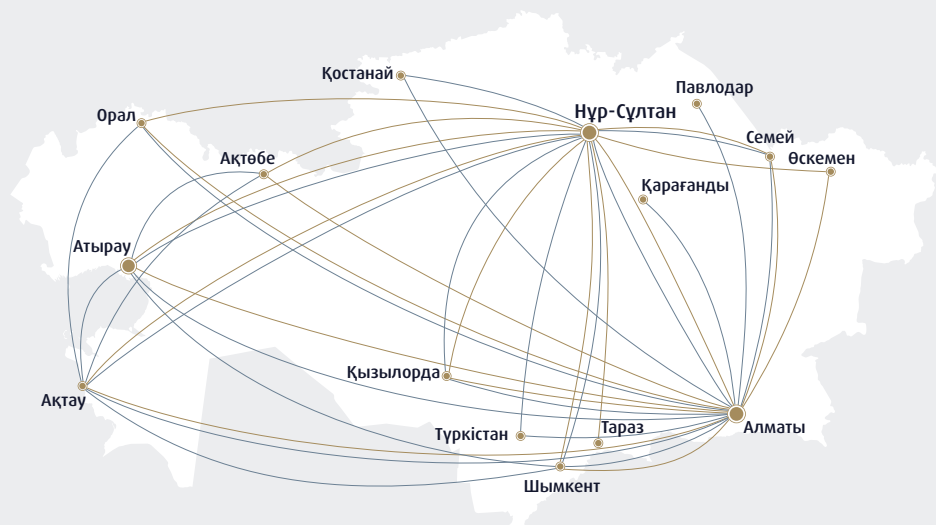 Қостанай
Павлодар
Орал
Нұр-Сұлтан
Семей
Ақтөбе
Өскемен
Қарағанды
Атырау
Қызылорда
Ақтау
Түркістан
Тараз
Алматы
Шымкент